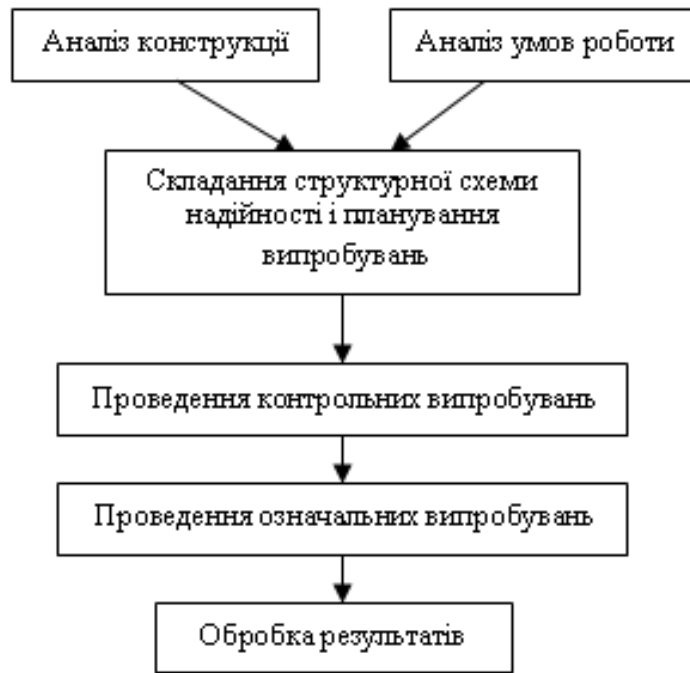 Аналіз конструкції
Аналіз умов роботи
Складання структурної схеми
надійності і планування
випробувань
Проведення контрольних випробувань
Проведення означальних випробувань
Обробка результатів